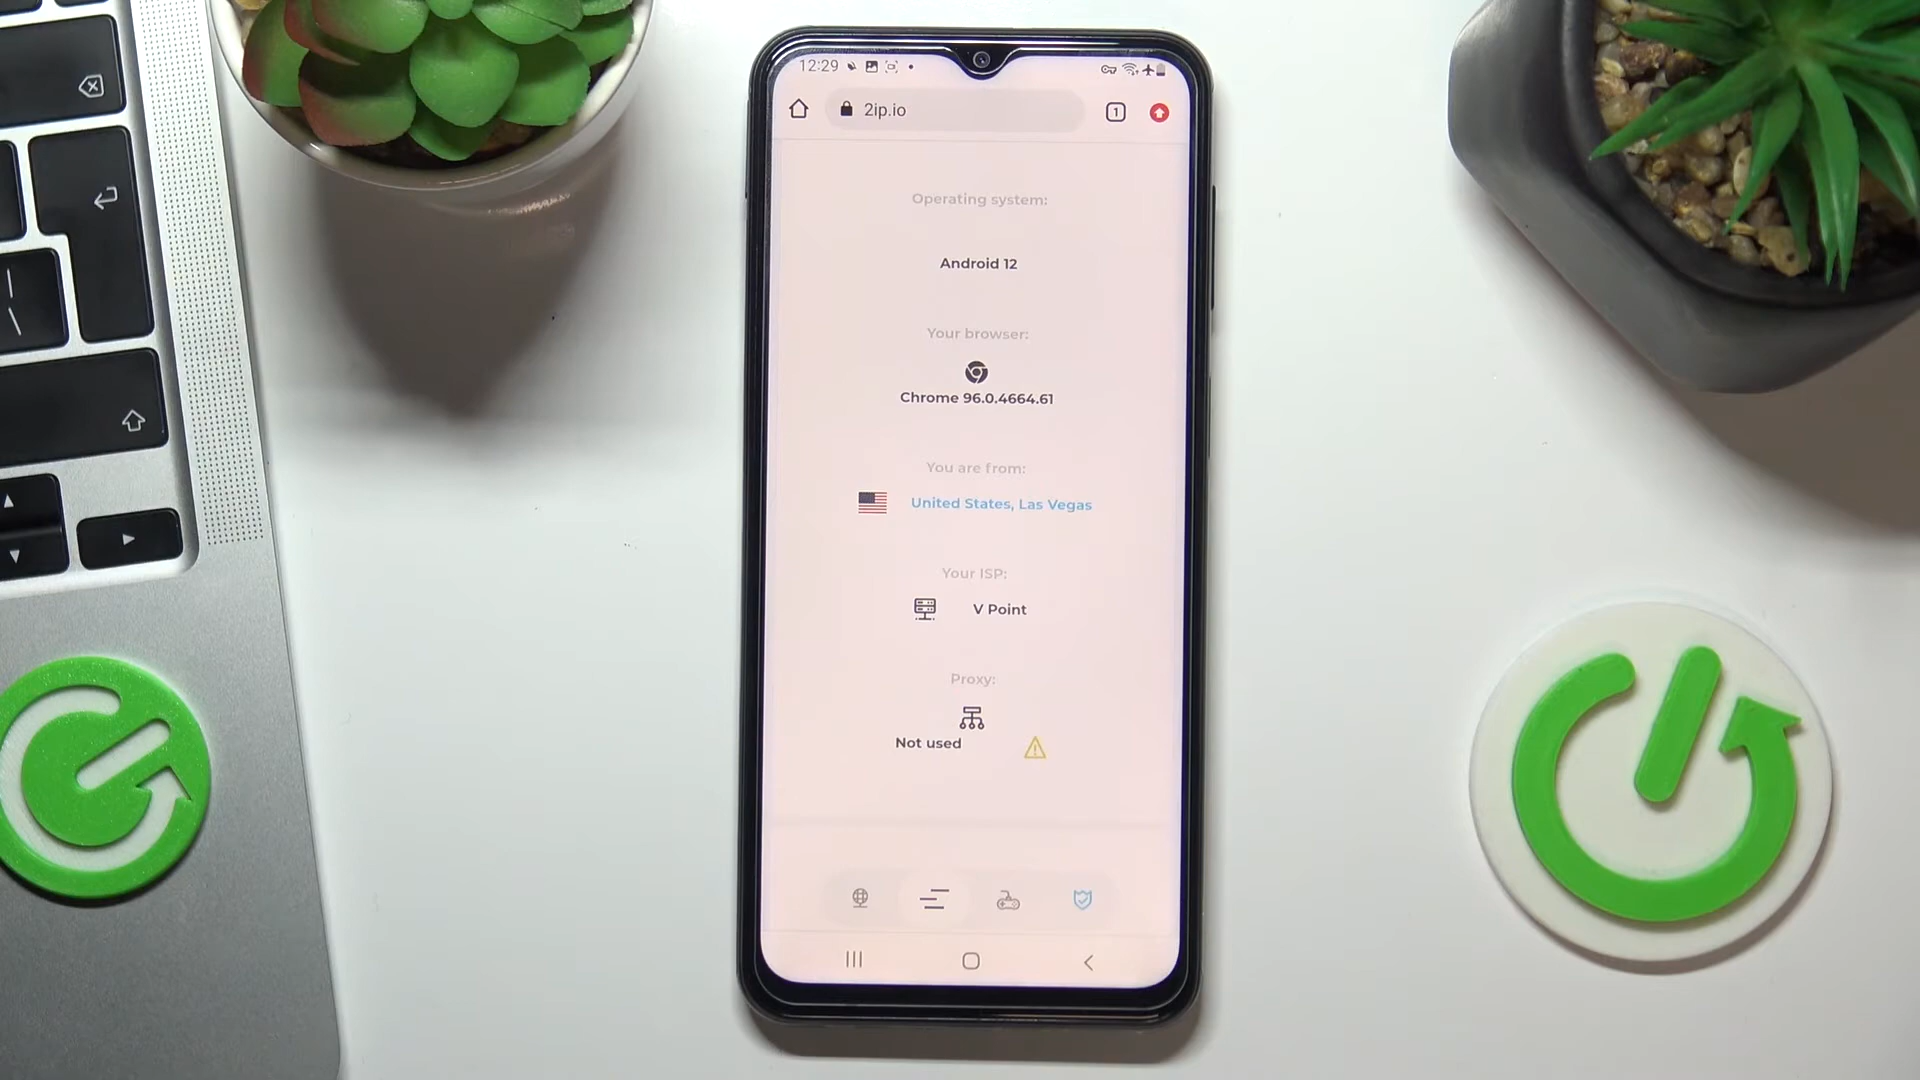 12:29
2ip.io
1
Operating system:
Android 12
Your browser:
Chrome 96.0.4664.61
You are from:
United States, Las Vegas
Your ISP:
V Point
Proxy:
Not used